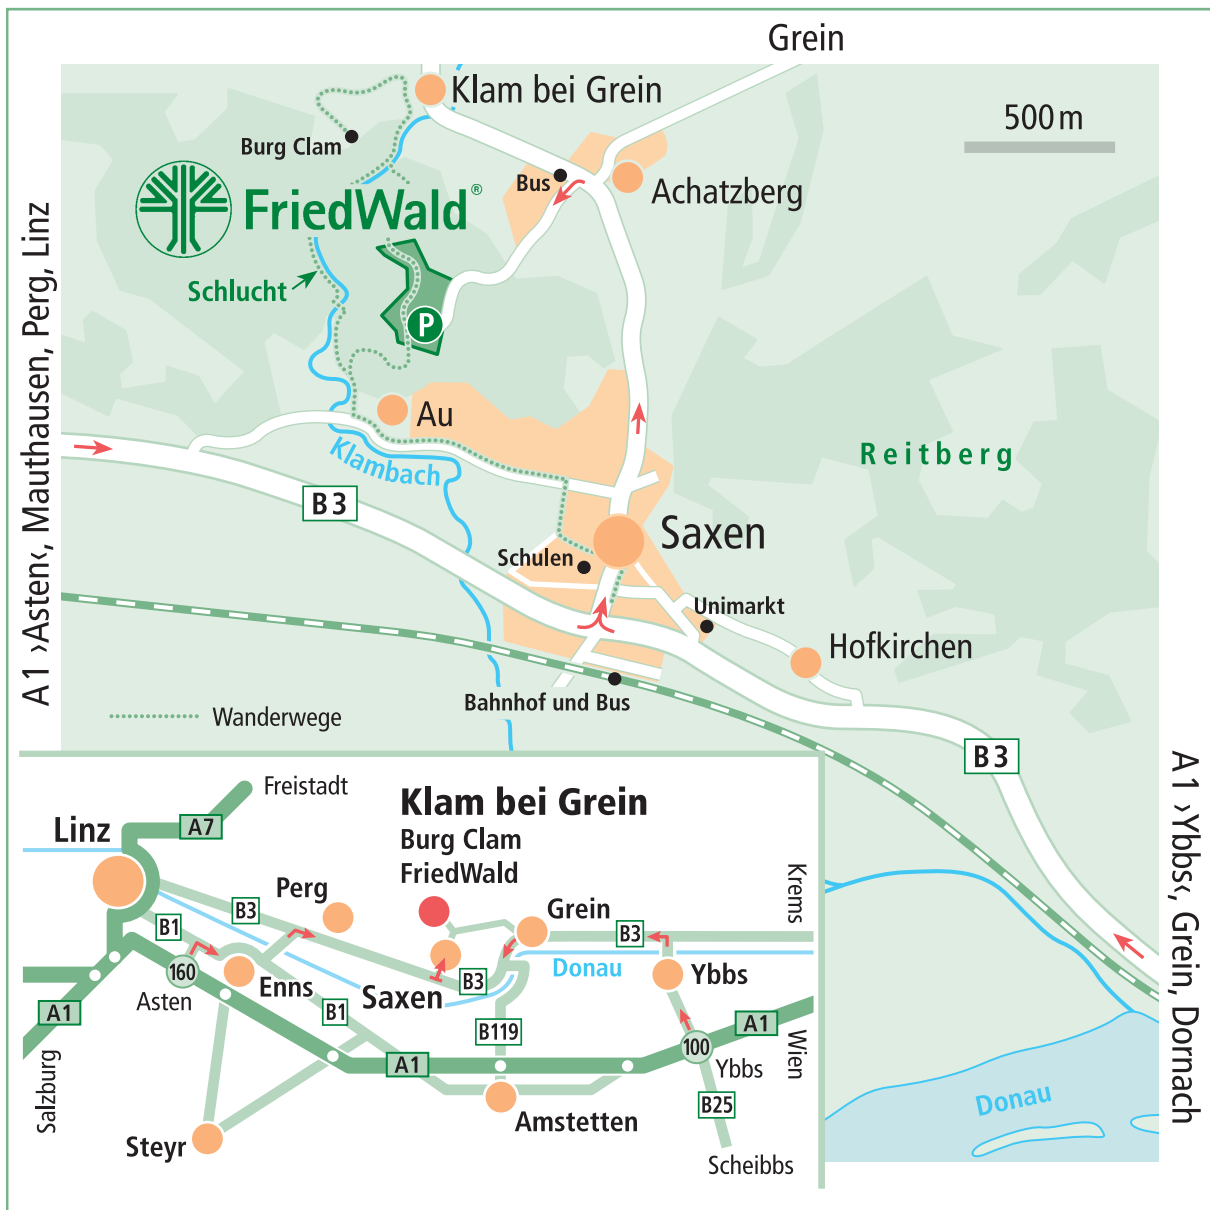 Grein
Klam bei Grein
500 m
Burg Clam
Bus
Achatzberg
FriedWald®
A1 ›Asten‹, Mauthausen, Perg, Linz
Schlucht
P
Au
Klambach
Reitberg
B 3
Saxen
Schulen
Unimarkt
Hofkirchen
Bahnhof und Bus
Wanderwege
B 3
A1 ›Ybbs‹, Grein, Dornach
Donau
Freistadt
Klam bei Grein
Burg Clam
FriedWald
Linz
A7
Perg
Krems
B3
Grein
B1
B3
160
Donau
Ybbs
Enns
B3
Saxen
Asten
A1
B1
B119
A1
100
Wien
Salzburg
A1
Ybbs
B25
Amstetten
Steyr
Scheibbs